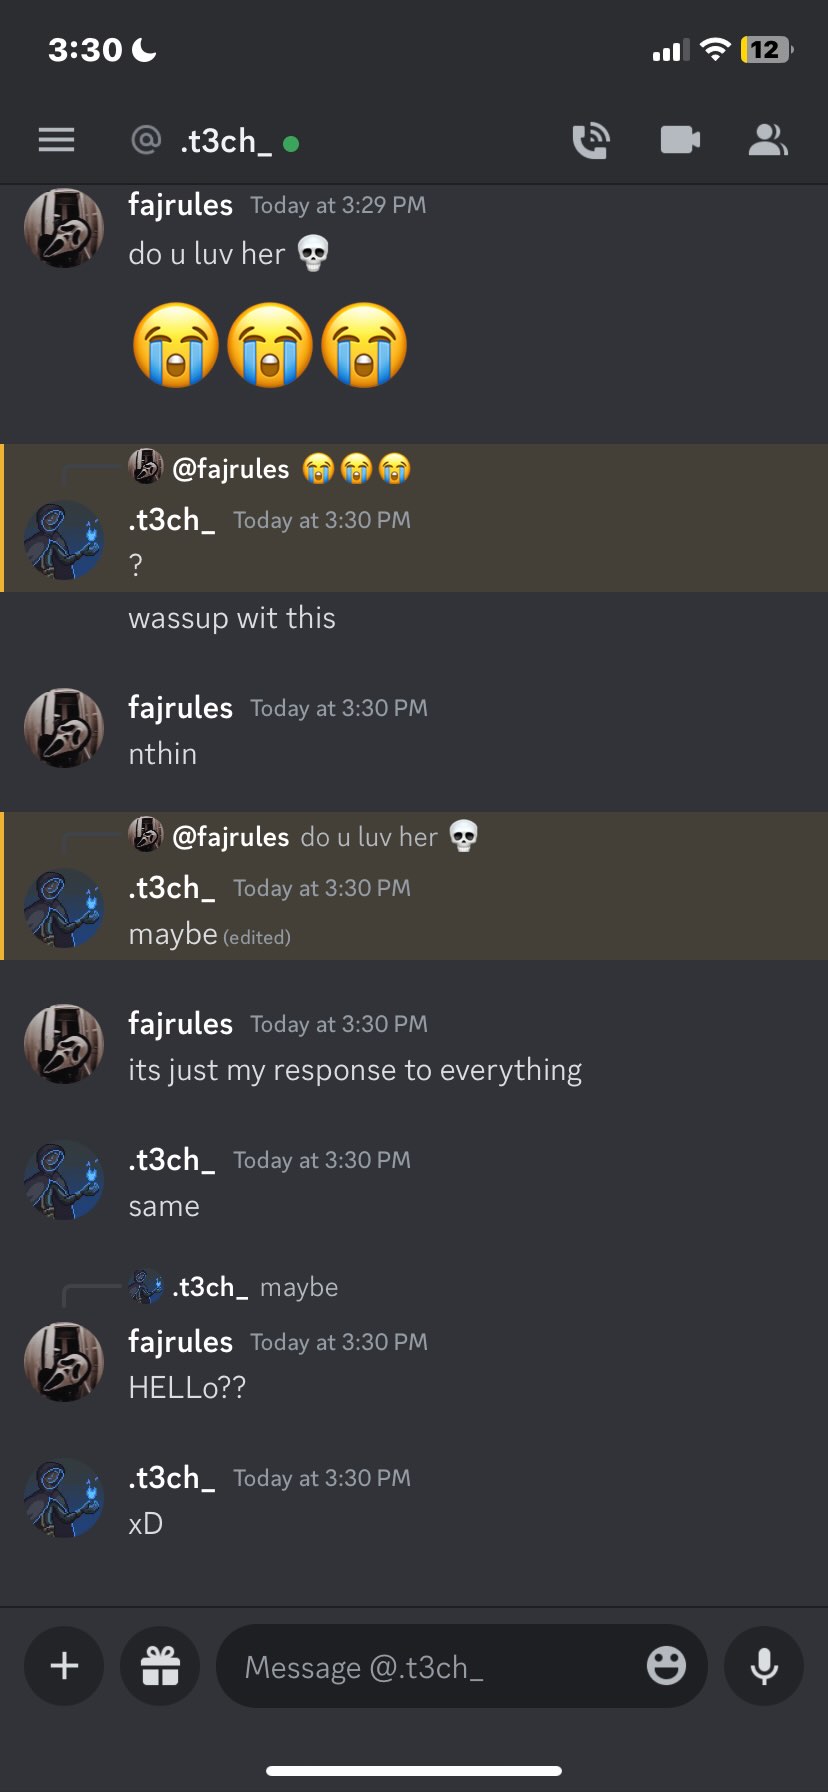 3:30
12
@ .t3ch_
fajrules Today at 3:29 PM
do u luv her 💀
😭😭😭
@fajrules 😭😭😭
.t3ch_ Today at 3:30 PM
?
wassup wit this
fajrules Today at 3:30 PM
nthin
@fajrules do u luv her 💀
.t3ch_ Today at 3:30 PM
maybe (edited)
fajrules Today at 3:30 PM
its just my response to everything
.t3ch_ Today at 3:30 PM
same
.t3ch_ maybe
fajrules Today at 3:30 PM
HELLo??
.t3ch_ Today at 3:30 PM
xD
Message @.t3ch_